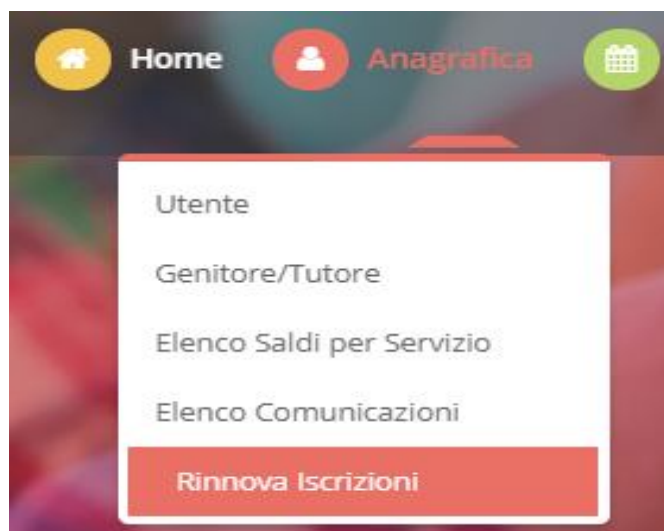 Home Anagrafica
Utente
Genitore/Tutore
Elenco Saldi per Servizio
Elenco Comunicazioni
Rinnova Iscrizioni